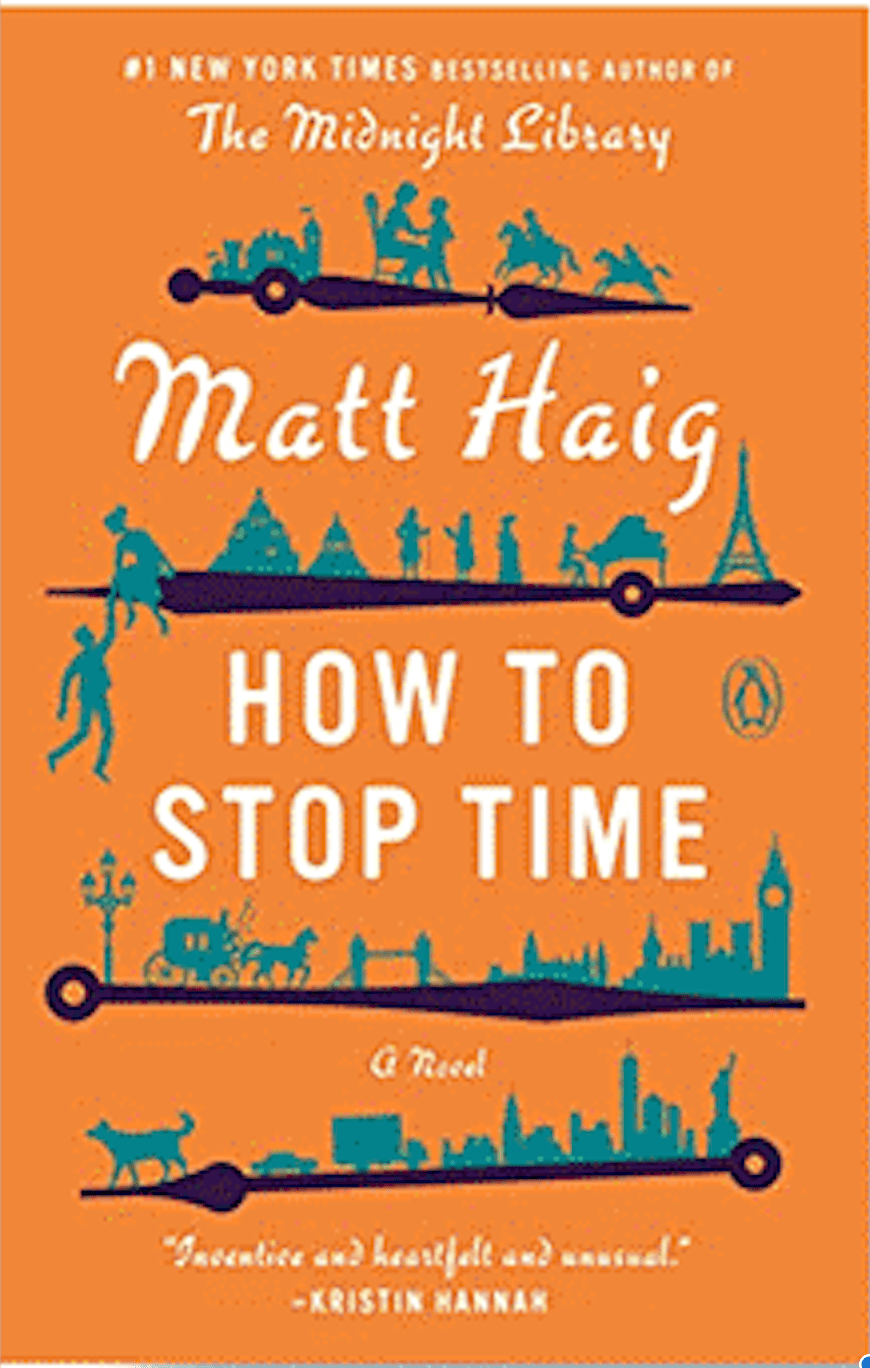 #1 NEW YORK TIMES BESTSELLING AUTHOR OF
The Midnight Library
Matt Haig
HOW TO
STOP TIME
A Novel
"Inventive and heartfelt and unusual."
–KRISTIN HANNAH